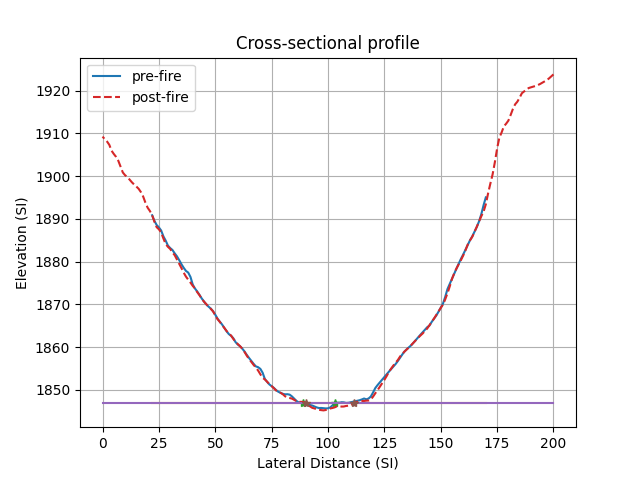 Cross-sectional profile
pre-fire
post-fire
1920
1910
1900
1890
1880
1870
1860
1850
Elevation (SI)
0 25 50 75 100 125 150 175 200
Lateral Distance (SI)